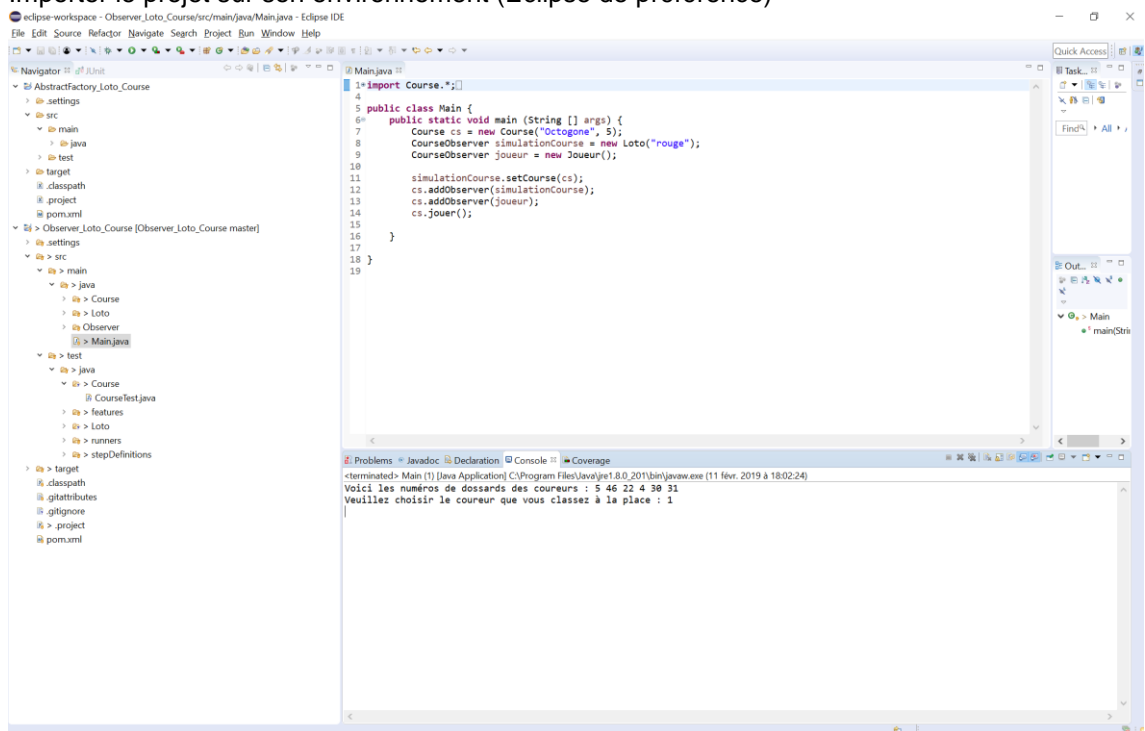 Importer le projet sur son environnement (Eclipse de préférence)
eclipse-workspace - Observer_Loto_Course/src/main/java/Main.java - Eclipse IDE
File Edit Source Refactor Navigate Search Project Run Window Help
Quick Access
Navigator JUnit
AbstractFactory_Loto_Course
.settings
src
main
java
test
target
.classpath
.project
pom.xml
> Observer_Loto_Course [Observer_Loto_Course master]
.settings
> src
> main
> java
> Course
> Loto
Observer
> Main.java
> test
> java
> Course
CourseTest.java
> features
> Loto
> runners
> stepDefinitions
> target
.classpath
.gitattributes
.gitignore
> .project
pom.xml
Main.java
1 import Course.*;
4
5 public class Main {
6 public static void main (String [] args) {
7 Course cs = new Course("Octogone", 5);
8 CourseObserver simulationCourse = new Loto("rouge");
9 CourseObserver joueur = new Joueur();
10
11 simulationCourse.setCourse(cs);
12 cs.addObserver(simulationCourse);
13 cs.addObserver(joueur);
14 cs.jouer();
15
16 }
17
18 }
19
Task...
Find All
Out...
> Main
main(Stri
Problems Javadoc Declaration Console Coverage
<terminated> Main (1) [Java Application] C:\Program Files\Java\jre1.8.0_201\bin\javaw.exe (11 févr. 2019 à 18:02:24)
Voici les numéros de dossards des coureurs : 5 46 22 4 30 31
Veuillez choisir le coureur que vous classez à la place : 1